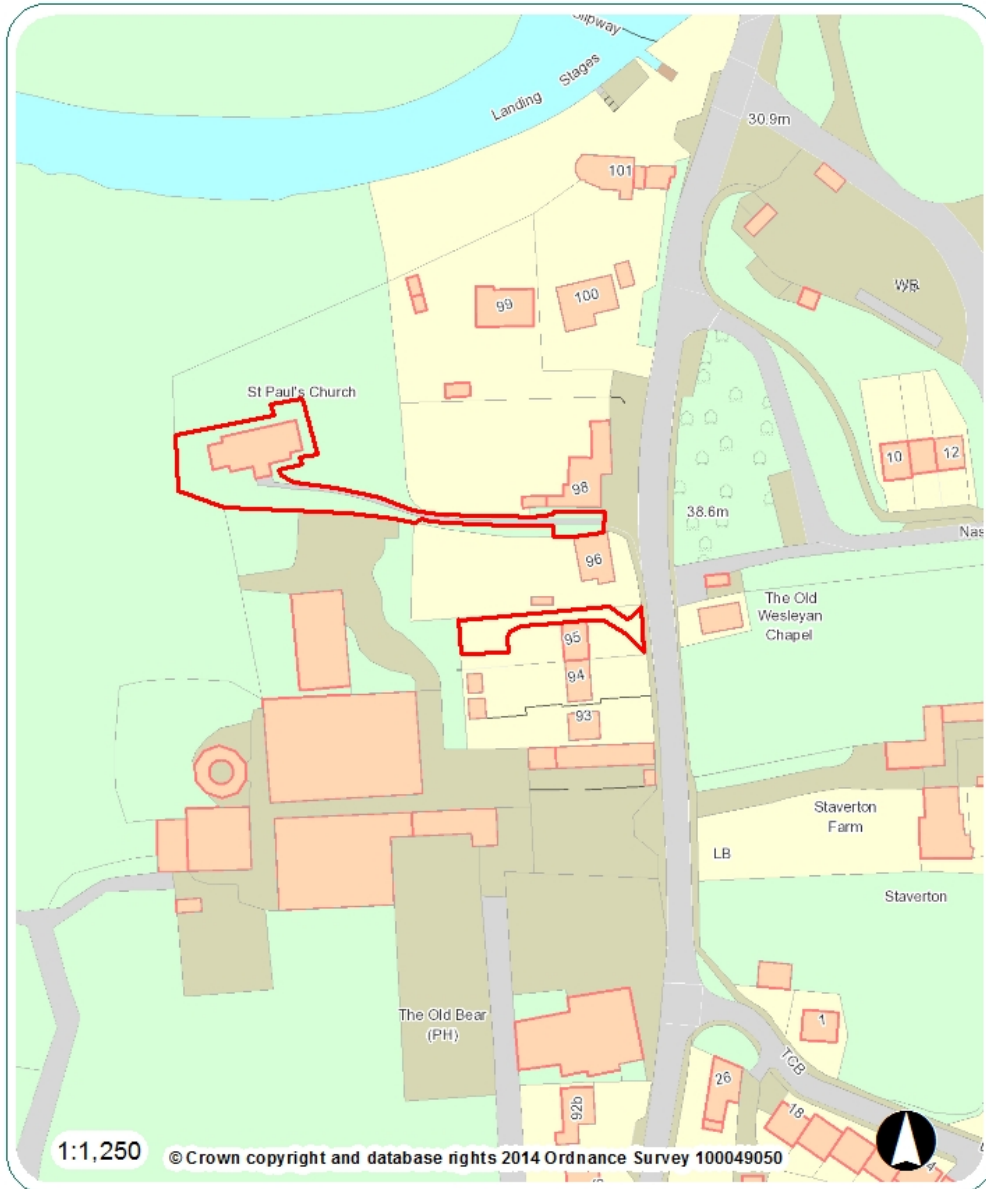 Slipway
Landing Stages
30.9m
101
99
100
WB
St Paul's Church
10
12
98
38.6m
96
The Old
Wesleyan
Chapel
95
94
93
Staverton
Farm
LB
Staverton
The Old Bear
(PH)
1
TCB
26
92b
18
4
1:1,250
© Crown copyright and database rights 2014 Ordnance Survey 100049050